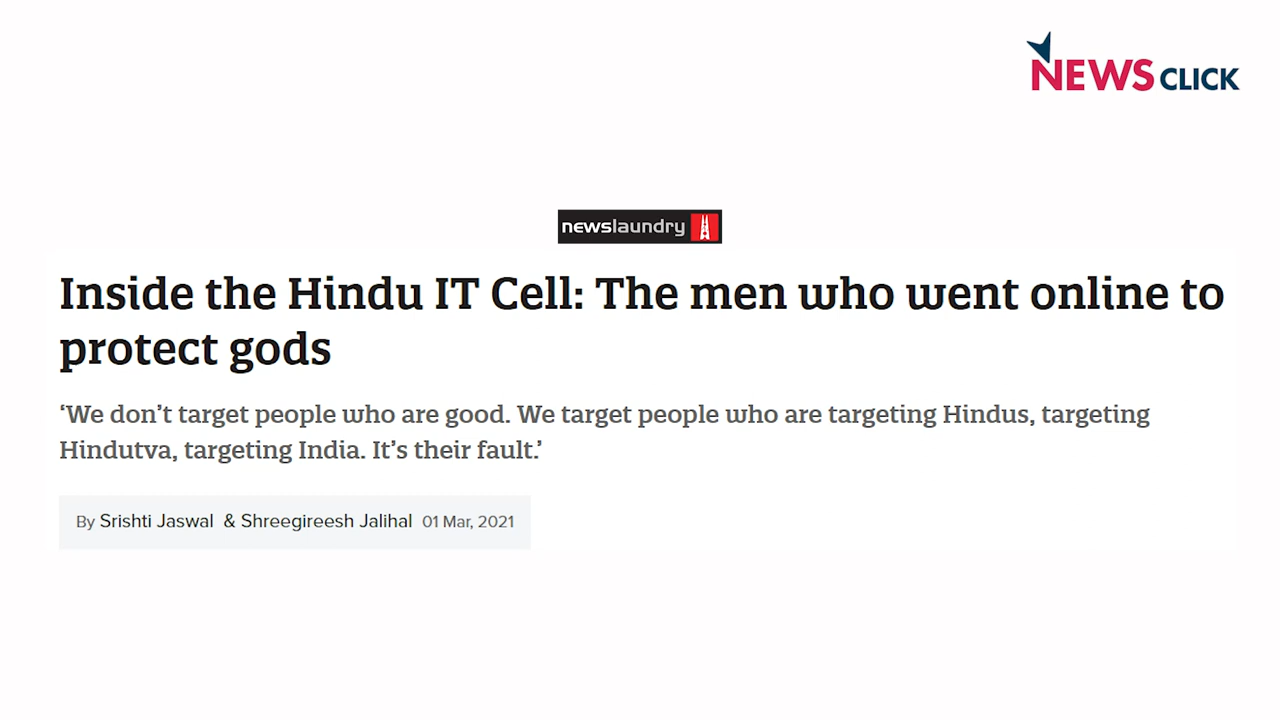 NEWS CLICK
newslaundry
Inside the Hindu IT Cell: The men who went online to
protect gods
‘We don’t target people who are good. We target people who are targeting Hindus, targeting
Hindutva, targeting India. It’s their fault.’
By Srishti Jaswal & Shreegireesh Jalihal 01 Mar, 2021